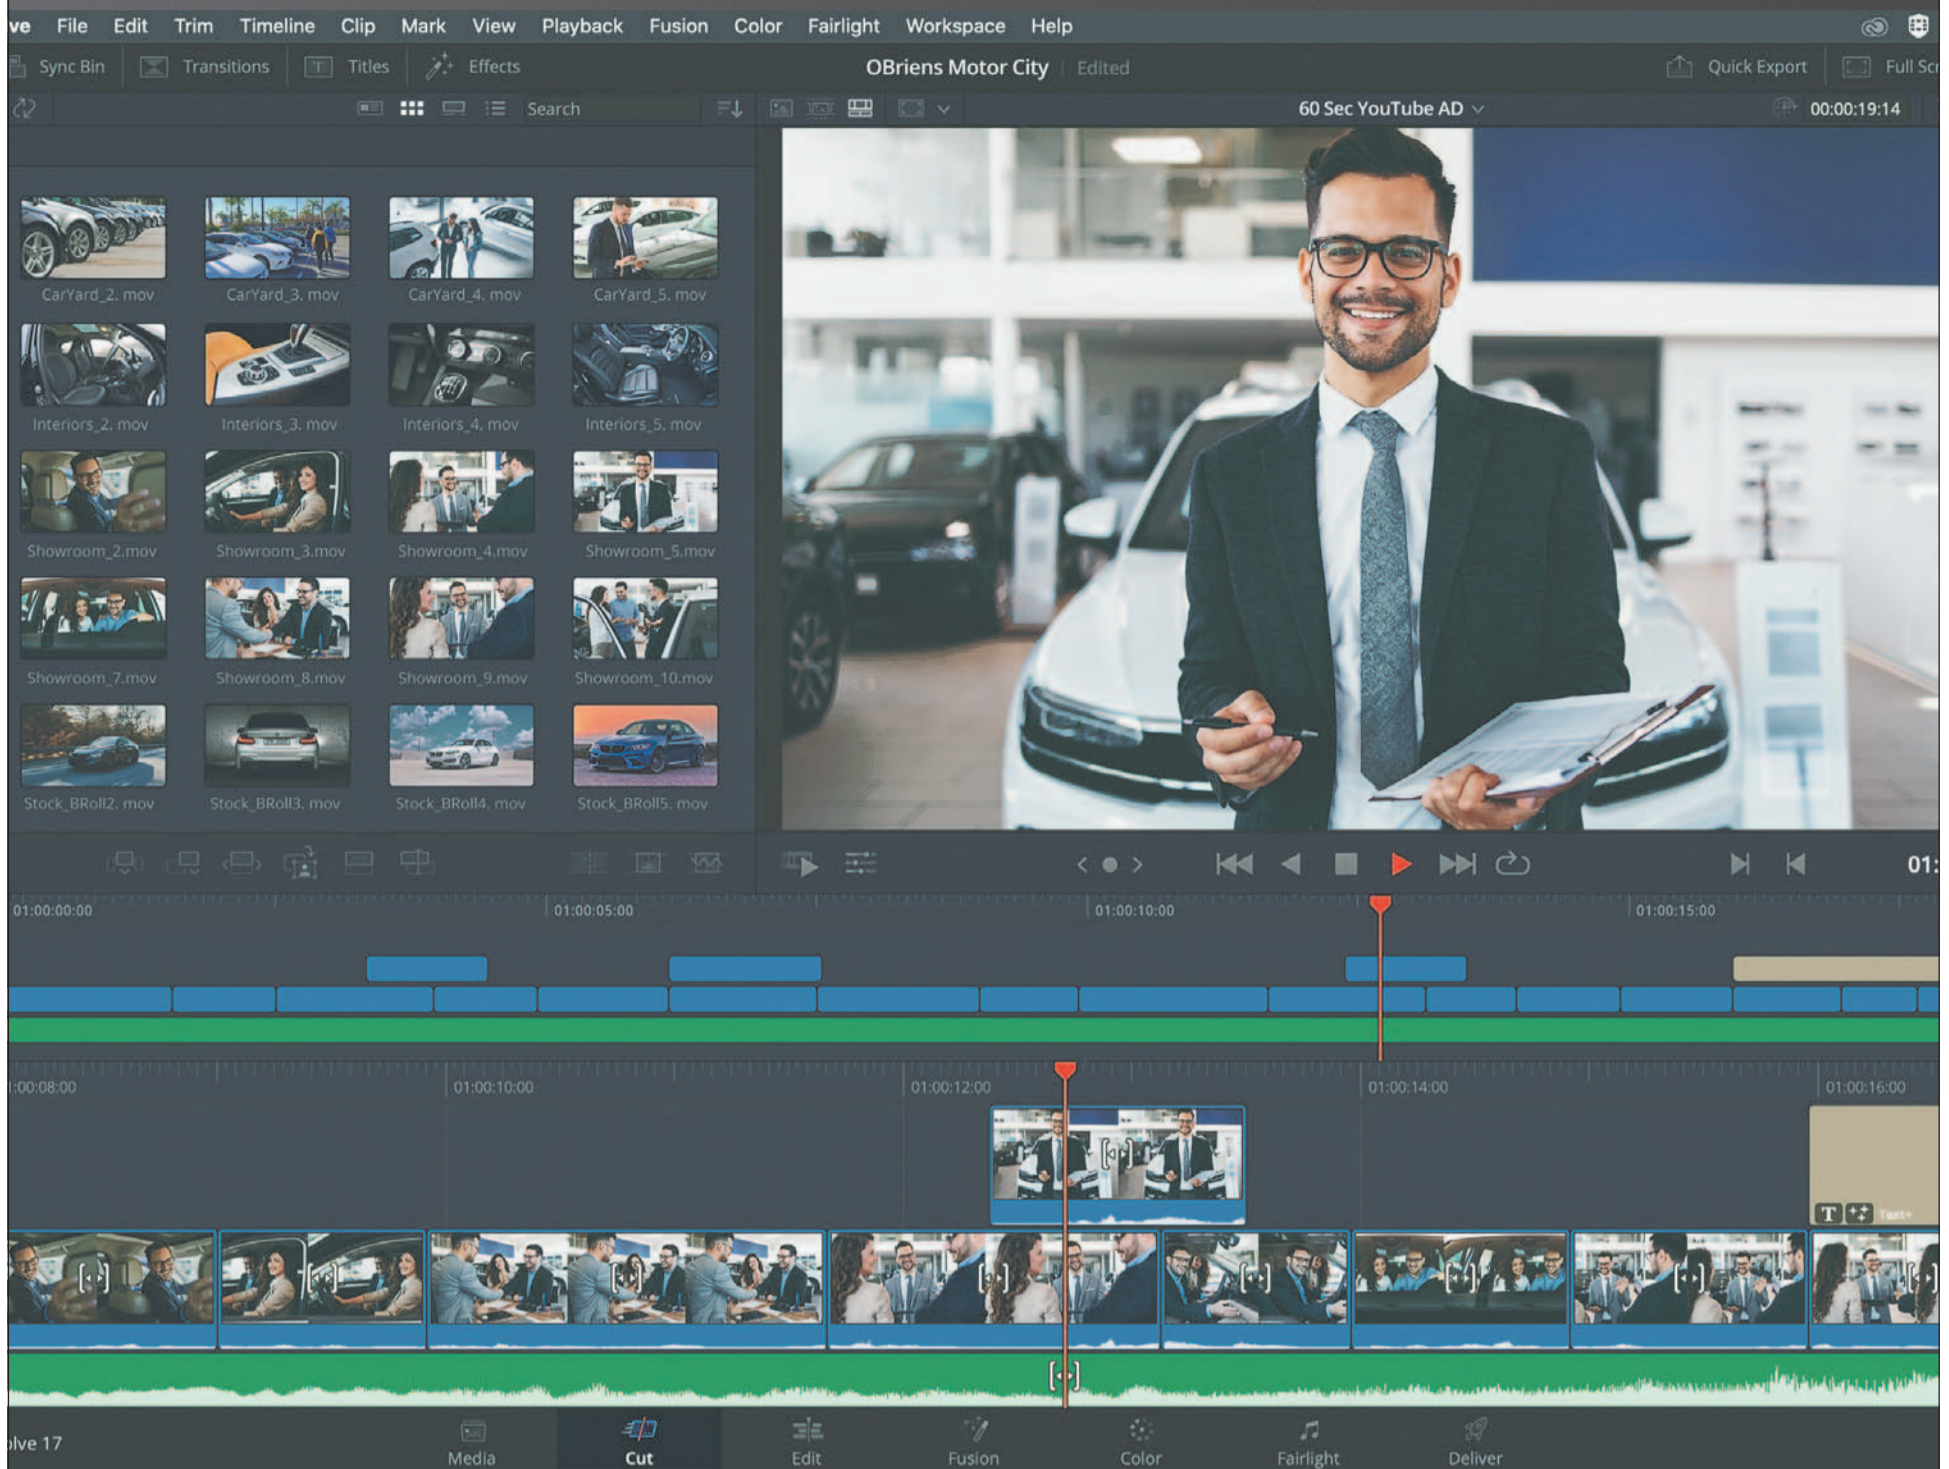 ve File Edit Trim Timeline Clip Mark View Playback Fusion Color Fairlight Workspace Help
Sync Bin Transitions T Titles Effects OBriens Motor City Edited Quick Export Full Scr
Search 60 Sec YouTube AD 00:00:19:14
CarYard_2. mov CarYard_3. mov CarYard_4. mov CarYard_5. mov
Interiors_2. mov Interiors_3. mov Interiors_4. mov Interiors_5. mov
Showroom_2.mov Showroom_3.mov Showroom_4.mov Showroom_5.mov
Showroom_7.mov Showroom_8.mov Showroom_9.mov Showroom_10.mov
Stock_BRoll2. mov Stock_BRoll3. mov Stock_BRoll4. mov Stock_BRoll5. mov
01:
01:00:00:00 01:00:05:00 01:00:10:00 01:00:15:00
1:00:08:00 01:00:10:00 01:00:12:00 01:00:14:00 01:00:16:00
T Text+
olve 17
Media Cut Edit Fusion Color Fairlight Deliver